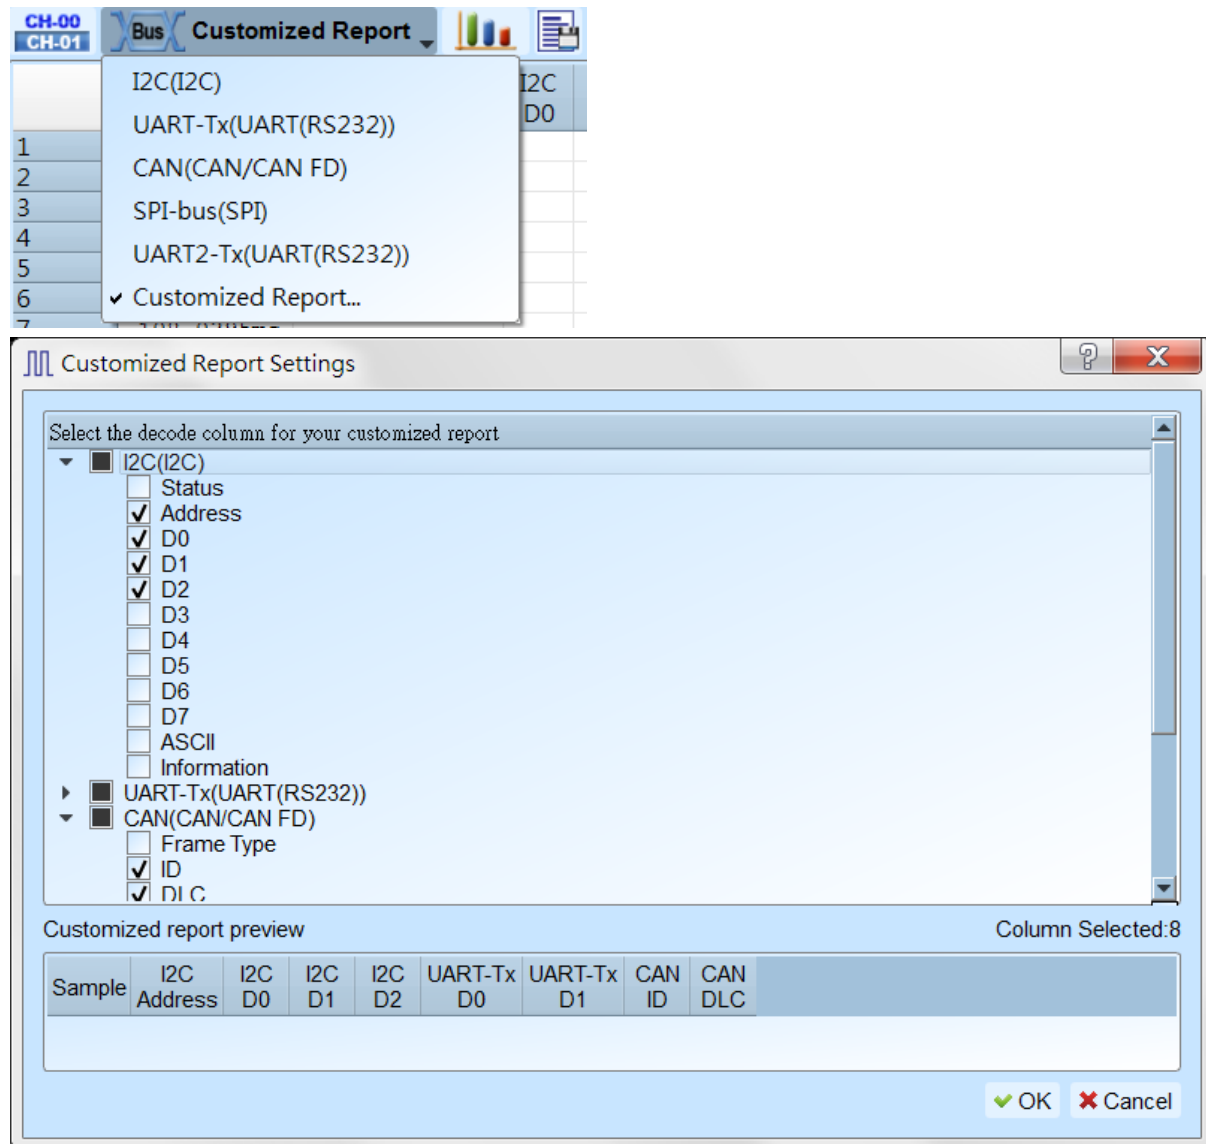 CH-00
CH-01
Bus Customized Report
I2C(I2C)
I2C
D0
UART-Tx(UART(RS232))
CAN(CAN/CAN FD)
SPI-bus(SPI)
UART2-Tx(UART(RS232))
Customized Report...
1
2
3
4
5
6
7
Customized Report Settings
Select the decode column for your customized report
I2C(I2C)
Status
Address
D0
D1
D2
D3
D4
D5
D6
D7
ASCII
Information
UART-Tx(UART(RS232))
CAN(CAN/CAN FD)
Frame Type
ID
DLC
Customized report preview
Column Selected:8
Sample
I2C Address
I2C D0
I2C D1
I2C D2
UART-Tx D0
UART-Tx D1
CAN ID
CAN DLC
OK
Cancel